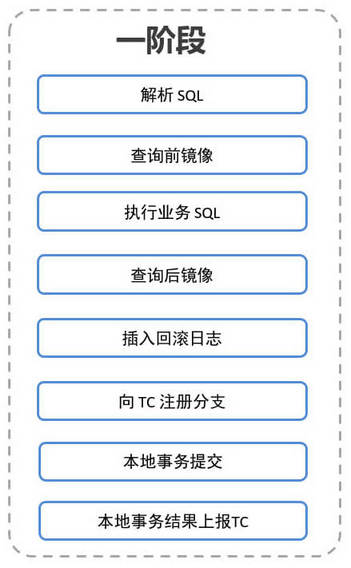 一阶段
解析 SQL
查询前镜像
执行业务 SQL
查询后镜像
插入回滚日志
向 TC 注册分支
本地事务提交
本地事务结果上报TC